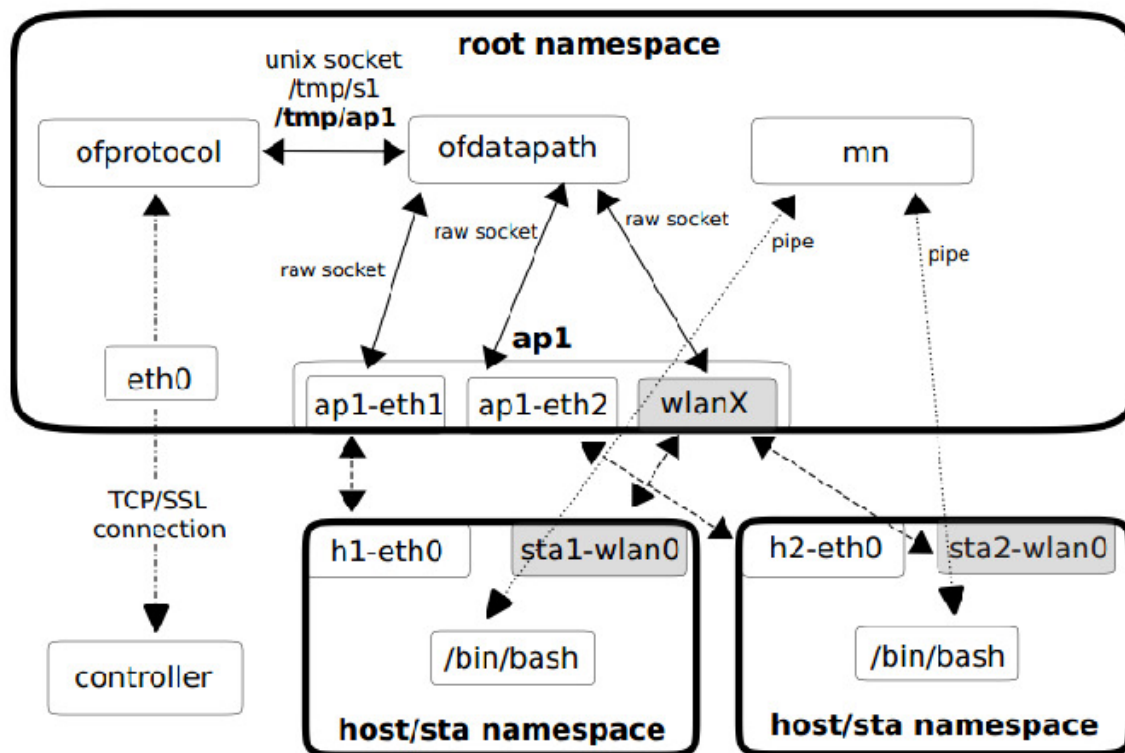 root namespace
unix socket
/tmp/s1
/tmp/ap1
ofprotocol
ofdatapath
mn
raw socket
raw socket
raw socket
pipe
pipe
ap1
eth0
ap1-eth1
ap1-eth2
wlanX
TCP/SSL
connection
h1-eth0
sta1-wlan0
h2-eth0
sta2-wlan0
controller
/bin/bash
/bin/bash
host/sta namespace
host/sta namespace